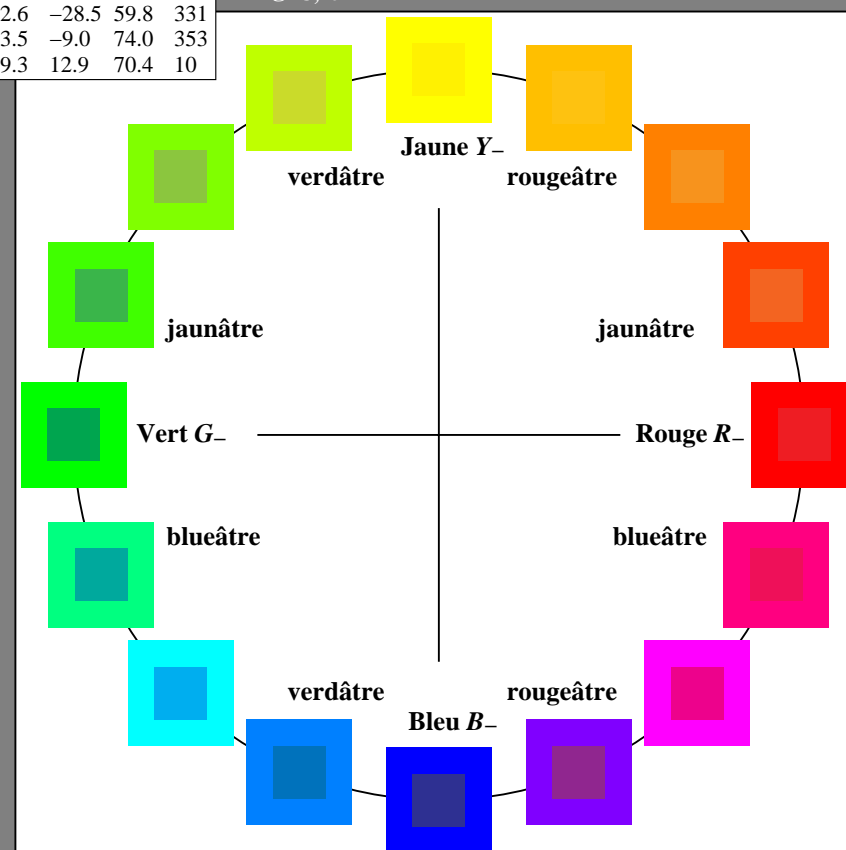 2.6 −28.5 59.8 331
3.5 −9.0 74.0 353
9.3 12.9 70.4 10
Jaune Y−
verdâtre rougeâtre
jaunâtre jaunâtre
Vert G− Rouge R−
blueâtre blueâtre
verdâtre rougeâtre
Bleu B−